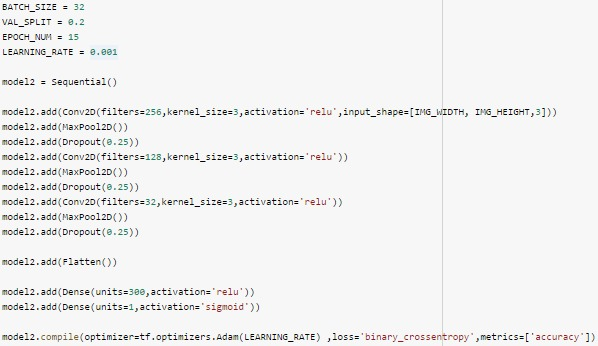 BATCH_SIZE = 32
VAL_SPLIT = 0.2
EPOCH_NUM = 15
LEARNING_RATE = 0.001
model2 = Sequential()
model2.add(Conv2D(filters=256,kernel_size=3,activation='relu',input_shape=[IMG_WIDTH, IMG_HEIGHT,3]))
model2.add(MaxPool2D())
model2.add(Dropout(0.25))
model2.add(Conv2D(filters=128,kernel_size=3,activation='relu'))
model2.add(MaxPool2D())
model2.add(Dropout(0.25))
model2.add(Conv2D(filters=32,kernel_size=3,activation='relu'))
model2.add(MaxPool2D())
model2.add(Dropout(0.25))
model2.add(Flatten())
model2.add(Dense(units=300,activation='relu'))
model2.add(Dense(units=1,activation='sigmoid'))
model2.compile(optimizer=tf.optimizers.Adam(LEARNING_RATE) ,loss='binary_crossentropy',metrics=['accuracy'])